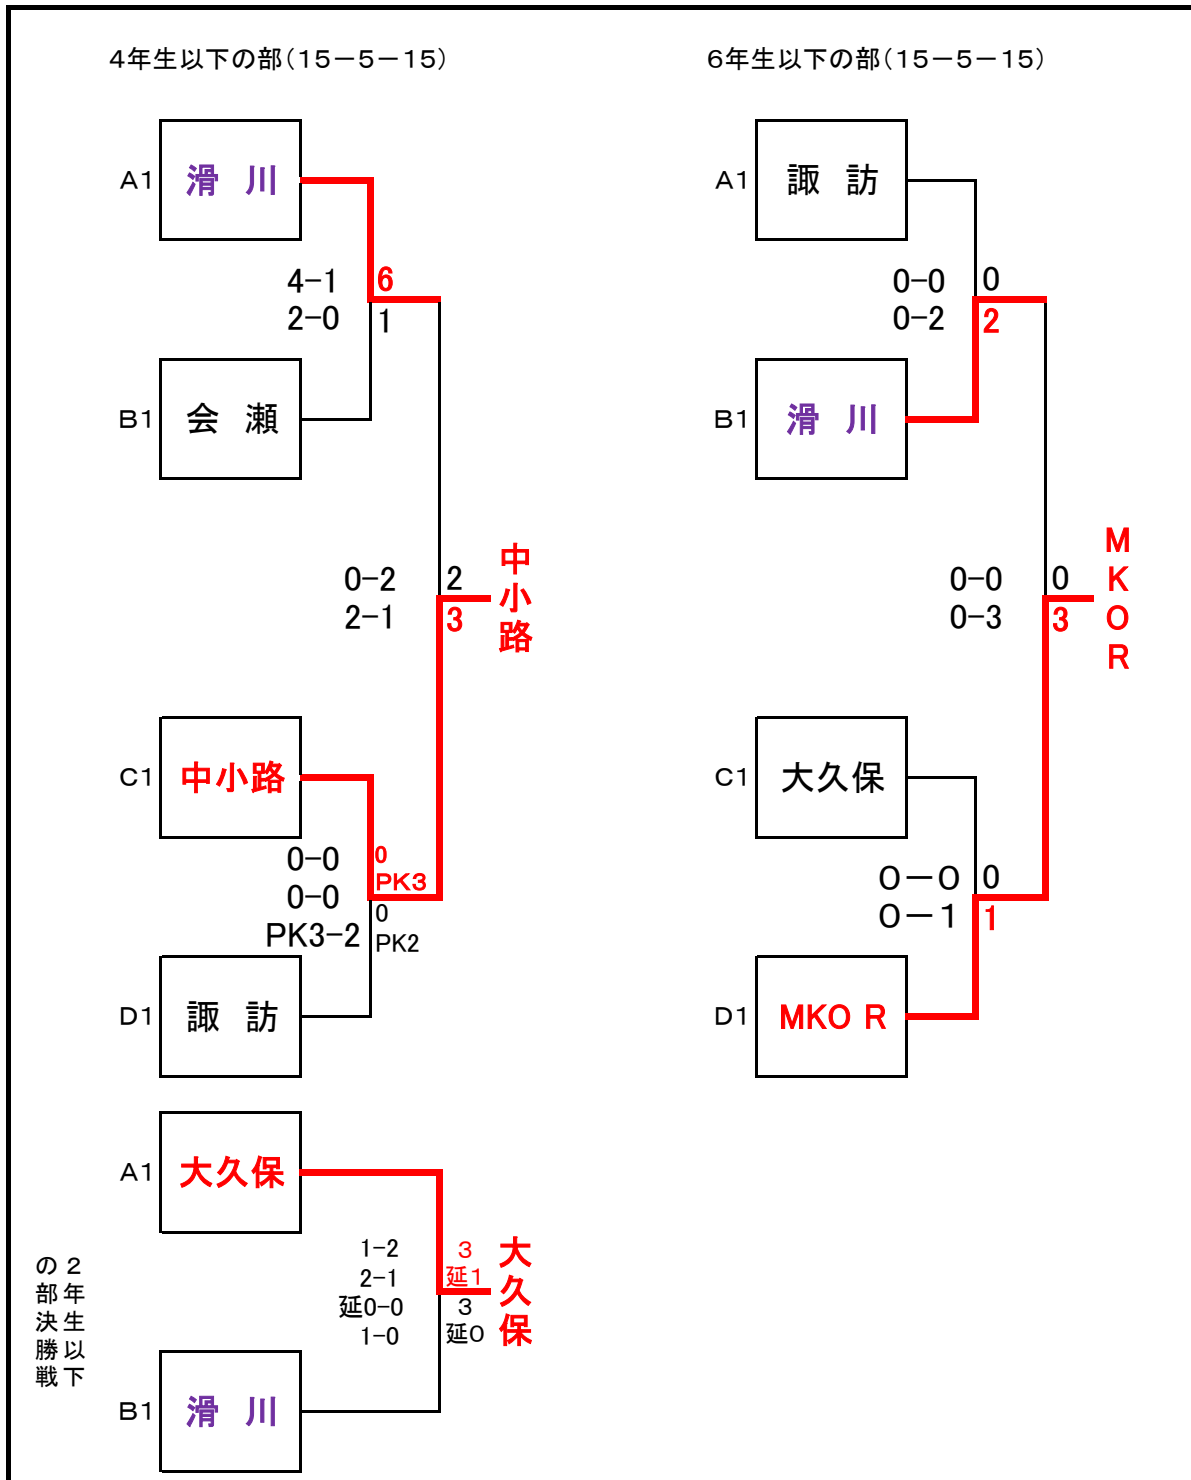 4年生以下の部(15－5－15)
A1
滑 川
4-1
2-0
6
1
B1
会 瀬
0-2
2-1
2
3
中小路
C1
中小路
0-0
0-0
PK3-2
0
PK3
0
PK2
D1
諏 訪
6年生以下の部(15－5－15)
A1
諏 訪
0-0
0-2
0
2
B1
滑 川
0-0
0-3
0
3
MKOR
C1
大久保
0－0
0－1
0
1
D1
MKO R
2年生以下
の部決勝戦
A1
大久保
1-2
2-1
延0-0
1-0
3
延1
3
延0
大久保
B1
滑 川